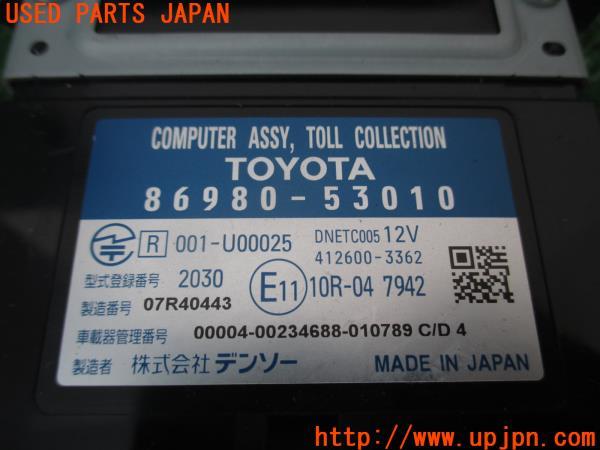 USED PARTS JAPAN
COMPUTER ASSY, TOLL COLLECTION
TOYOTA
86980-53010
R 001-U00025 DNETC005 12V
412600-3362
型式登録番号 2030 E11 10R-04 7942
製造番号 07R40443
車載器管理番号 00004-00234688-010789 C/D 4
製造者 株式会社デンソー MADE IN JAPAN
http://www.upjpn.com/